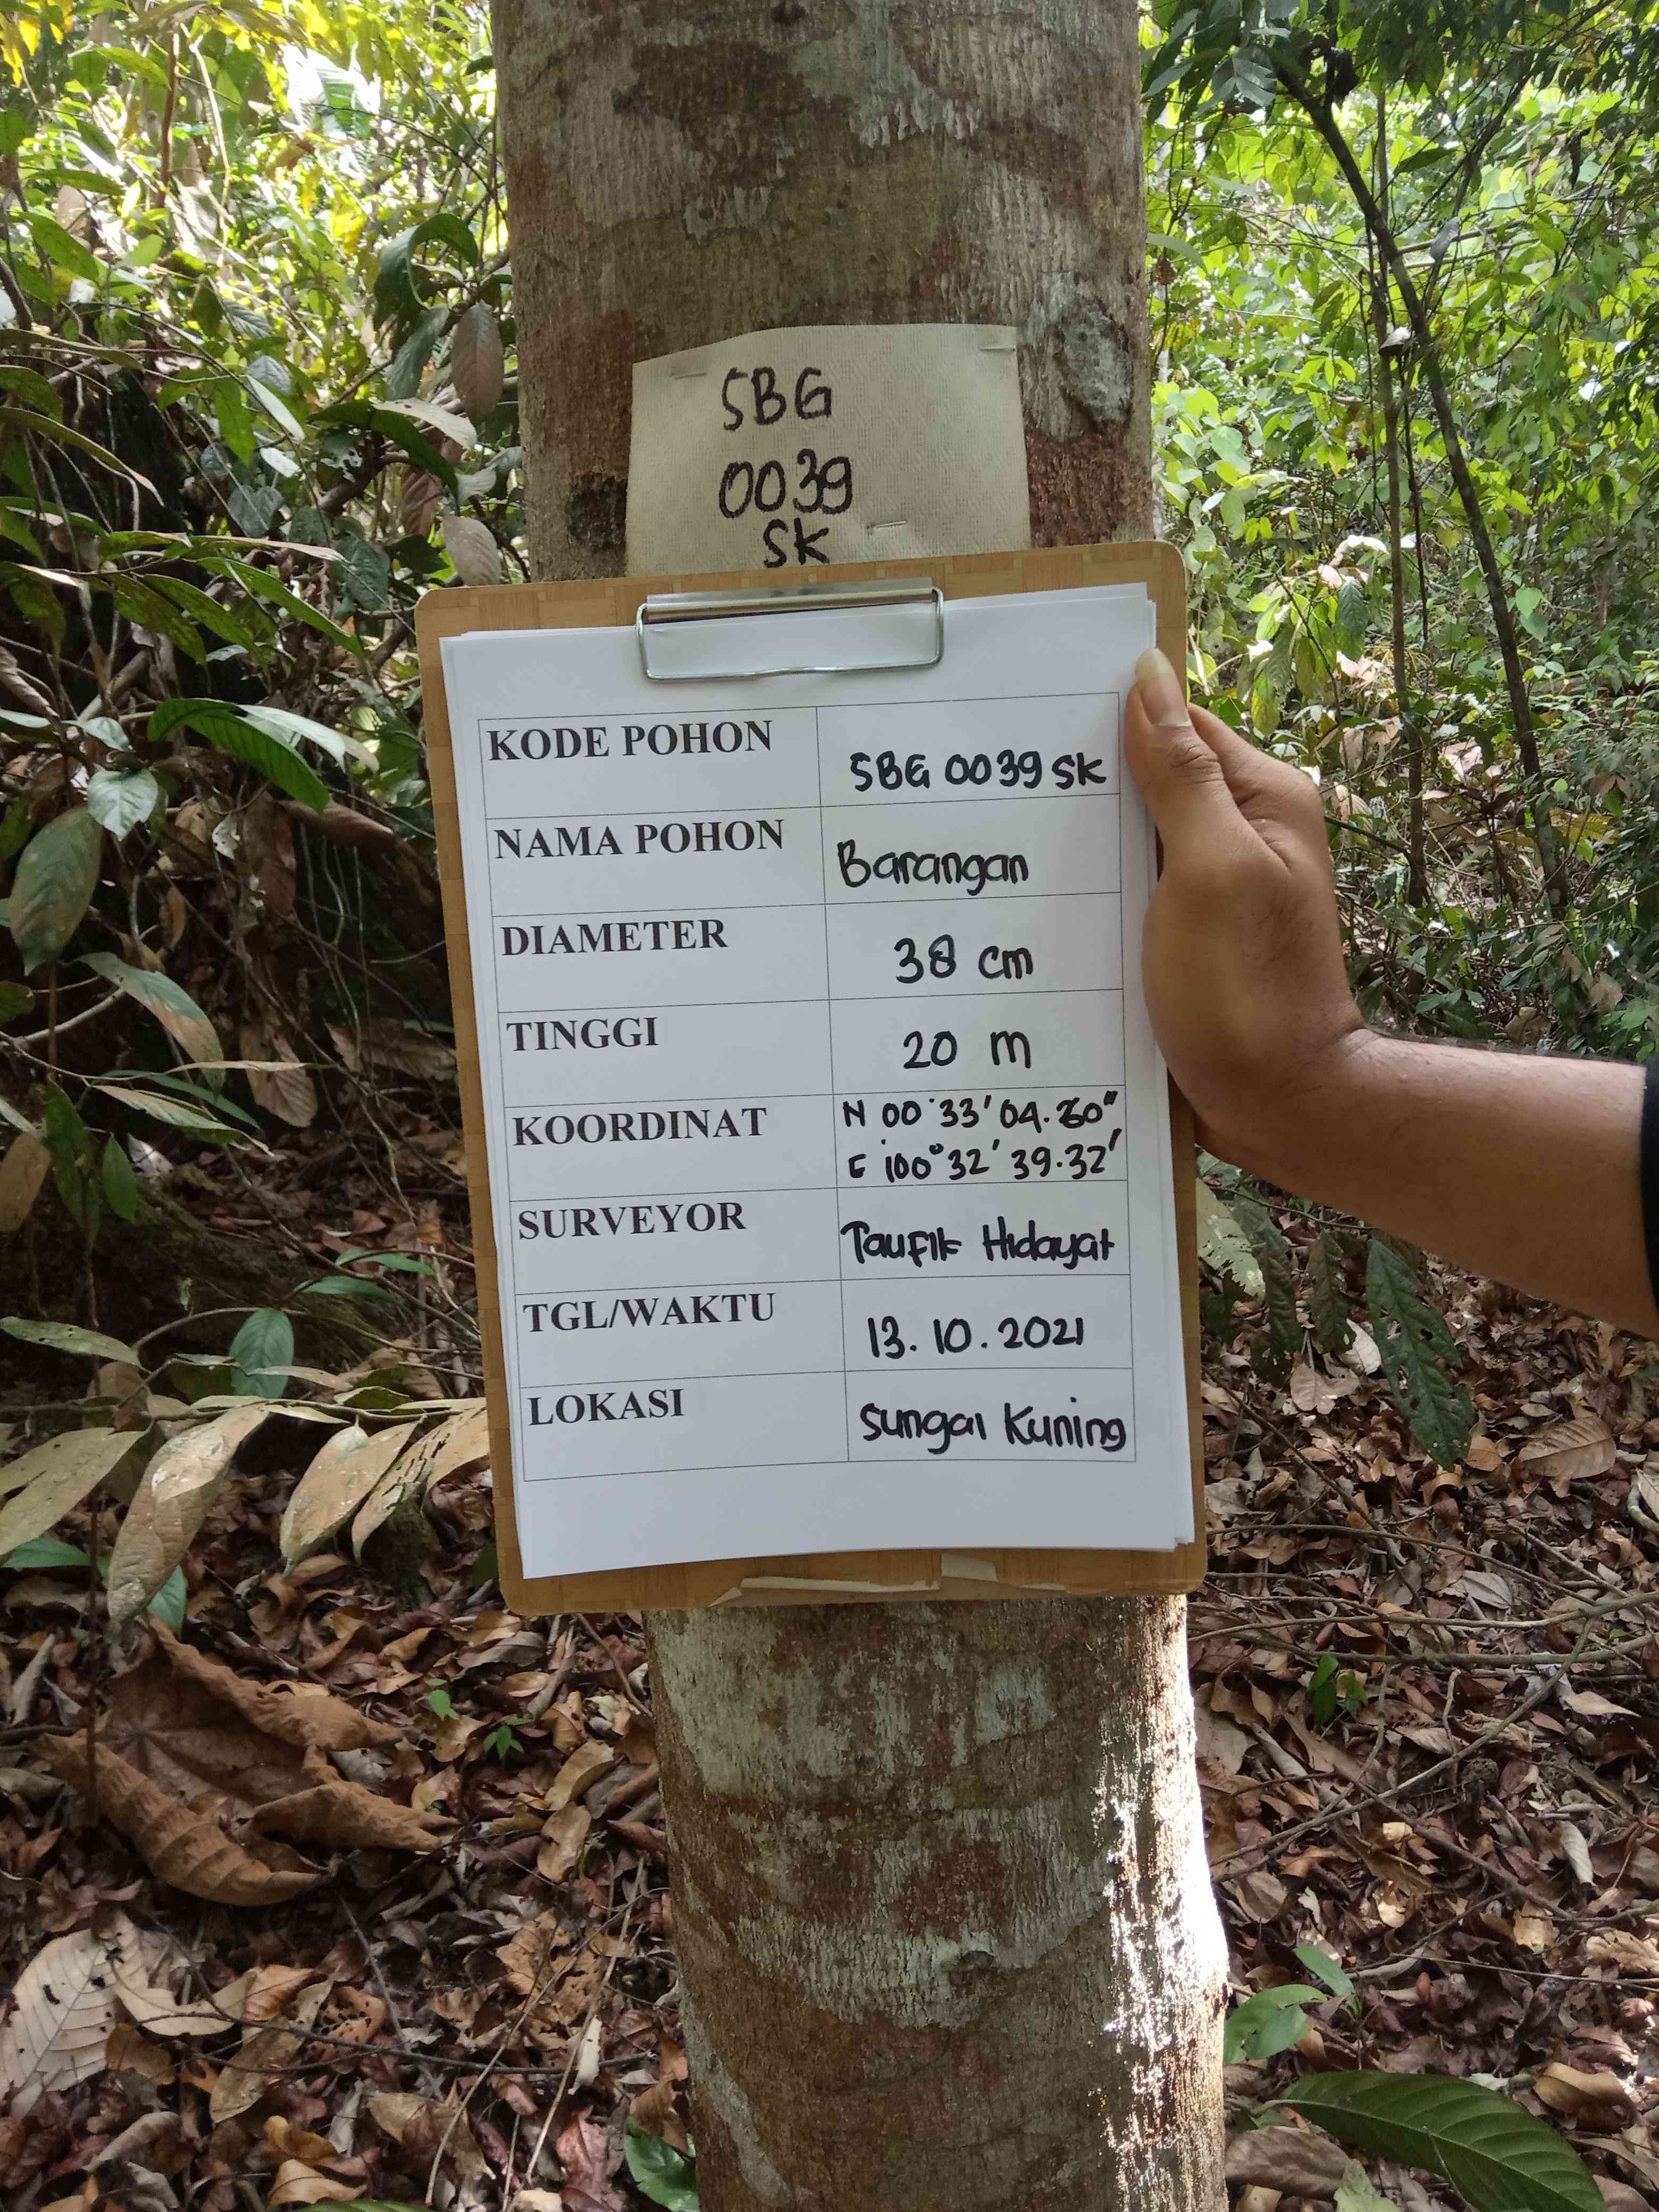 SBG
0039
SK
KODE POHON SBG 0039 SK
NAMA POHON Barangan
DIAMETER 38 cm
TINGGI 20 m
KOORDINAT N 00°33'04.
E 100°32'39.32'
SURVEYOR Taufik Hidayat
TGL/WAKTU 13.10.2021
LOKASI Sungai Kuning